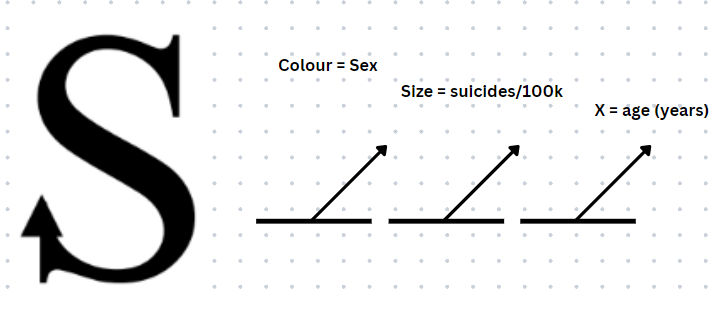 S
Colour = Sex
Size = suicides/100k
X = age (years)